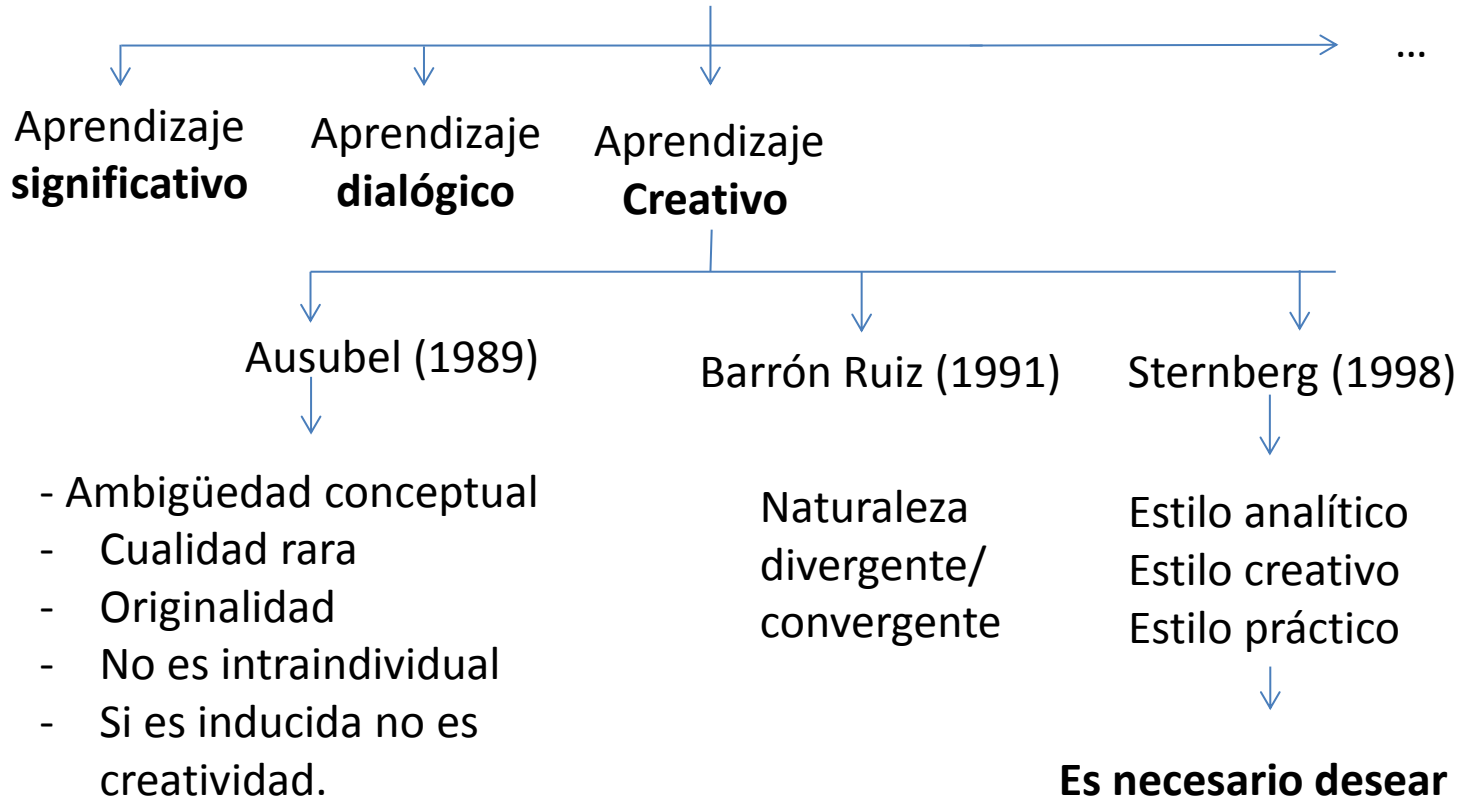 ...
Aprendizaje
significativo
Aprendizaje
dialógico
Aprendizaje
Creativo
Ausubel (1989)
Barrón Ruiz (1991)
Sternberg (1998)
- Ambigüedad conceptual
- Cualidad rara
- Originalidad
- No es intraindividual
- Si es inducida no es
creatividad.
Naturaleza
divergente/
convergente
Estilo analítico
Estilo creativo
Estilo práctico
Es necesario desear